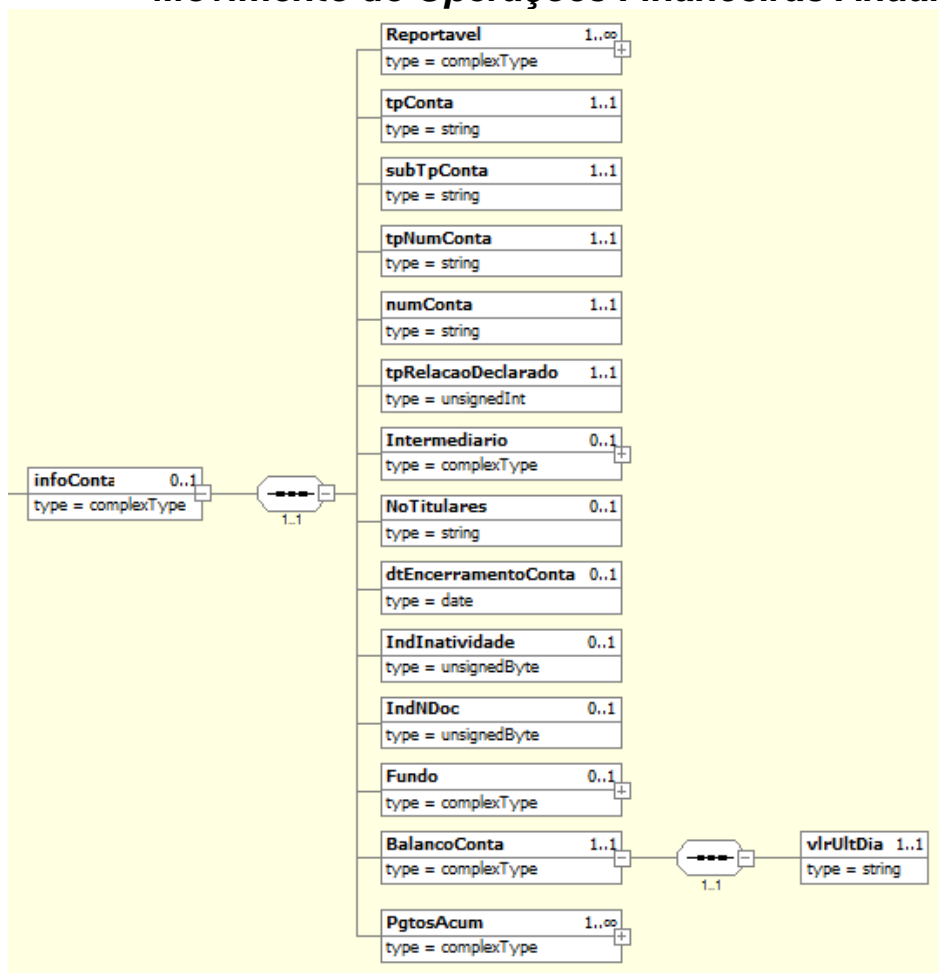 Movimento de Operações Financeiras Anual
Reportavel 1..∞
type = complexType
tpConta 1..1
type = string
subTpConta 1..1
type = string
tpNumConta 1..1
type = string
numConta 1..1
type = string
tpRelacaoDeclarado 1..1
type = unsignedInt
Intermediario 0..1
type = complexType
infoConta 0..1
type = complexType
1..1
NoTitulares 0..1
type = string
dtEncerramentoConta 0..1
type = date
IndInatividade 0..1
type = unsignedByte
IndNDoc 0..1
type = unsignedByte
Fundo 0..1
type = complexType
BalancoConta 1..1
type = complexType
1..1
vlrUltDia 1..1
type = string
PgtosAcum 1..∞
type = complexType